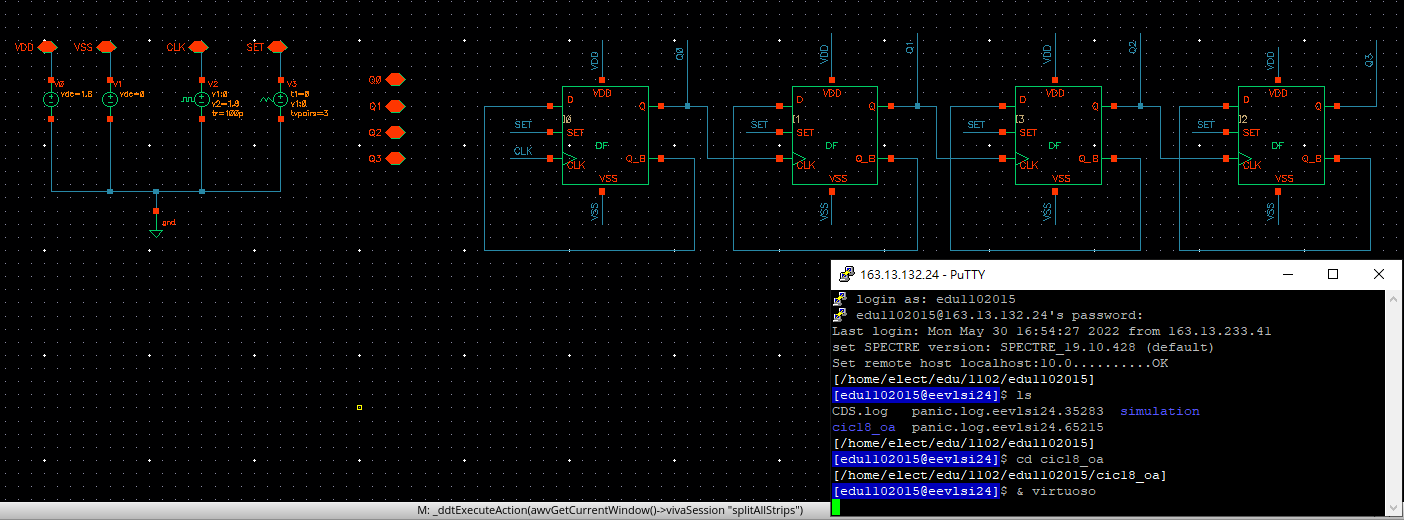 VDD VSS CLK SET
V0
vdc=1.8
V1
vdc=0
V2
v1:0
v2=1.8
tr=100p
V3
t1=0
v1:0
tvpairs=3
gnd
Q0
Q1
Q2
Q3
VDD Q0
D VDD Q
I0
SET SET
DF
CLK CLK Q_B
VSS
VSS
VDD Q1
D VDD Q
I1
SET SET
DF
CLK Q_B
VSS
VSS
VDD Q2
D VDD Q
I3
SET SET
DF
CLK Q_B
VSS
VSS
VDD Q3
D VDD Q
I2
SET SET
DF
CLK Q_B
VSS
VSS
163.13.132.24 - PuTTY
login as: edu1102015
edu1102015@163.13.132.24's password:
Last login: Mon May 30 16:54:27 2022 from 163.13.233.41
set SPECTRE version: SPECTRE_19.10.428 (default)
Set remote host localhost:10.0..........OK
[/home/elect/edu/1102/edu1102015]
[edu1102015@eevlsi24]$ ls
CDS.log panic.log.eevlsi24.35283 simulation
cic18_oa panic.log.eevlsi24.65215
[/home/elect/edu/1102/edu1102015]
[edu1102015@eevlsi24]$ cd cic18_oa
[/home/elect/edu/1102/edu1102015/cic18_oa]
[edu1102015@eevlsi24]$ & virtuoso
M: _ddtExecuteAction(awvGetCurrentWindow()->vivaSession "splitAllStrips")